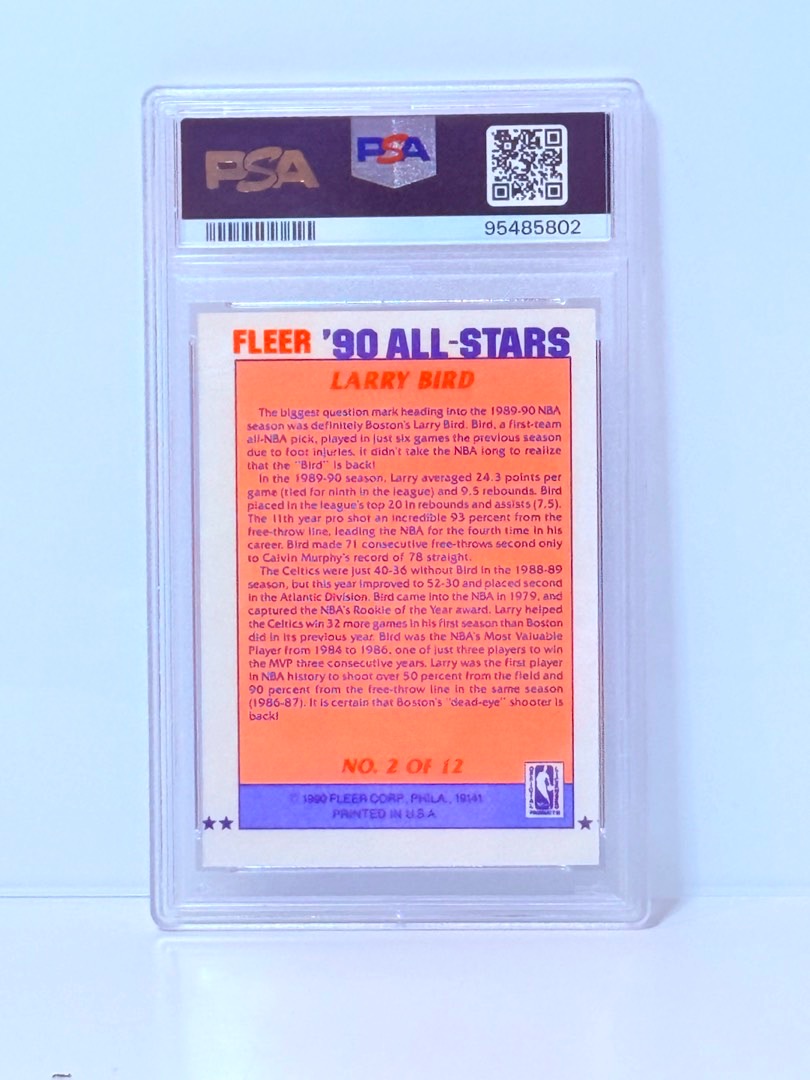 PSA
PSA
95485802
FLEER '90 ALL-STARS
LARRY BIRD
The biggest question mark heading into the 1989-90 NBA
season was definitely Boston's Larry Bird. Bird, a first-team
all-NBA pick, played in just six games the previous season
due to foot injuries. It didn't take the NBA long to realize
that the "Bird" is back!
In the 1989-90 season, Larry averaged 24.3 points per
game (tied for ninth in the league) and 9.5 rebounds. Bird
placed in the league's top 20 in rebounds and assists (7.5).
The 11th year pro shot an incredible 93 percent from the
free-throw line, leading the NBA for the fourth time in his
career. Bird made 71 consecutive free-throws second only
to Calvin Murphy's record of 78 straight.
The Celtics were just 40-36 without Bird in the 1988-89
season, but this year improved to 52-30 and placed second
in the Atlantic Division. Bird came into the NBA in 1979, and
captured the NBA's Rookie of the Year award. Larry helped
the Celtics win 32 more games in his first season than Boston
did in its previous year. Bird was the NBA's Most Valuable
Player from 1984 to 1986, one of just three players to win
the MVP three consecutive years. Larry was the first player
in NBA history to shoot over 50 percent from the field and
90 percent from the free-throw line in the same season
(1986-87). It is certain that Boston's "dead-eye" shooter is
back!
NO. 2 OF 12
© 1990 FLEER CORP., PHILA., 19141
PRINTED IN U.S.A.
OFFICIAL LICENSED
NBA
PRODUCTS